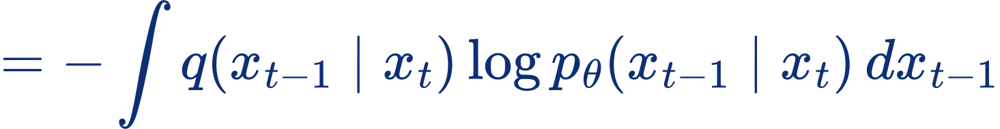 = − ∫ q(x_{t−1} | x_t) log p_θ(x_{t−1} | x_t) dx_{t−1}